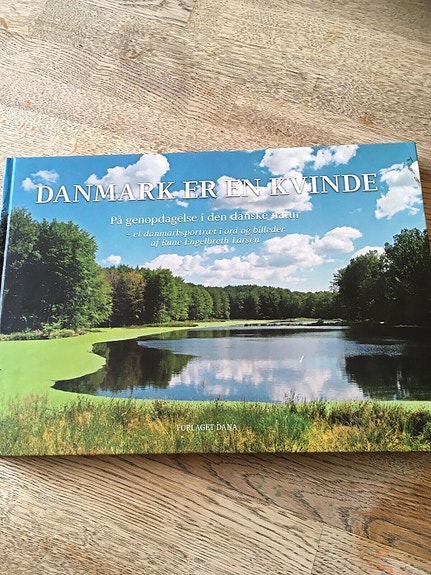 DANMARK ER EN KVINDE
På genopdagelse i den danske natur
– et danmarksportræt i ord og billeder
af Rune Engelbreth Larsen
FORLAGET DANA